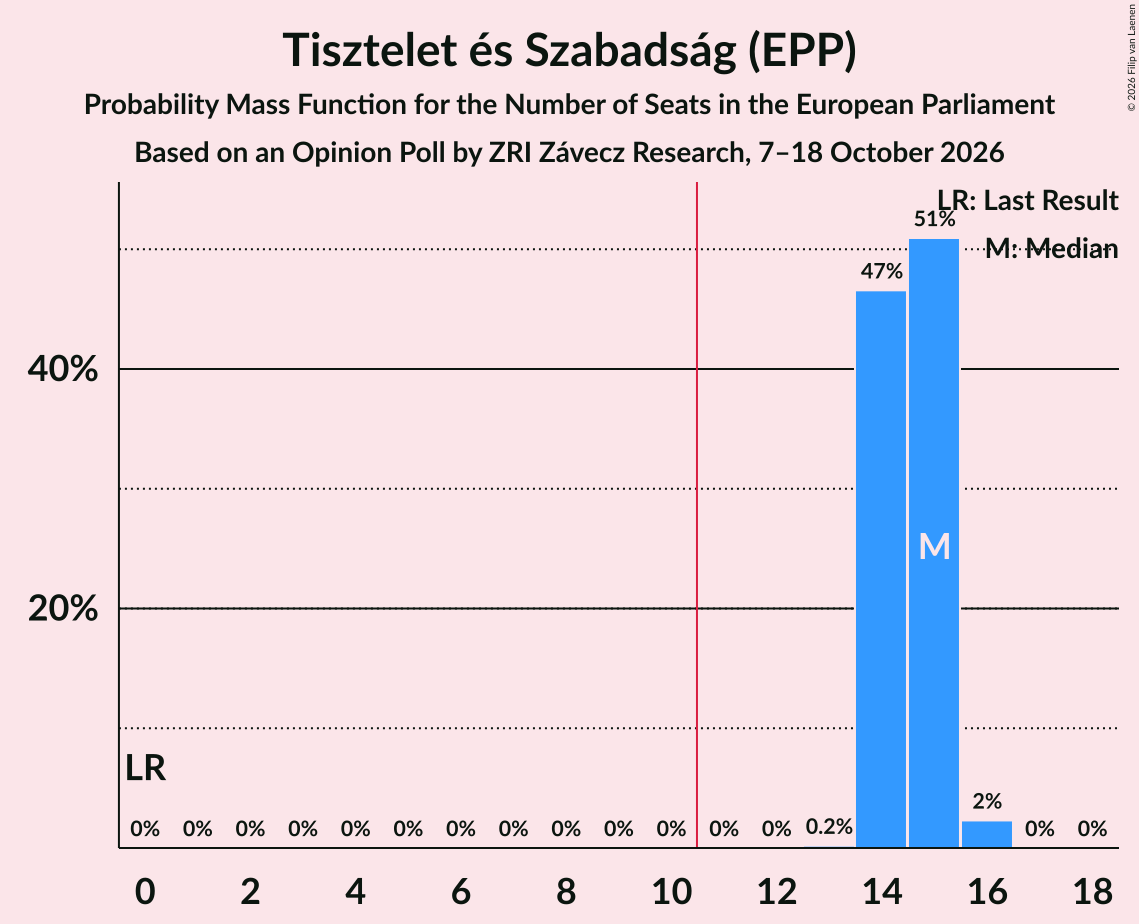 Tisztelet és Szabadság (EPP)
Probability Mass Function for the Number of Seats in the European Parliament
Based on an Opinion Poll by ZRI Závecz Research, 7–18 October 2026
© 2026 Filip van Laenen
LR: Last Result
M: Median
51%
47%
40%
M
20%
LR
2%
0% 0% 0% 0% 0% 0% 0% 0% 0% 0% 0% 0% 0% 0.2% 0% 0%
0 2 4 6 8 10 12 14 16 18